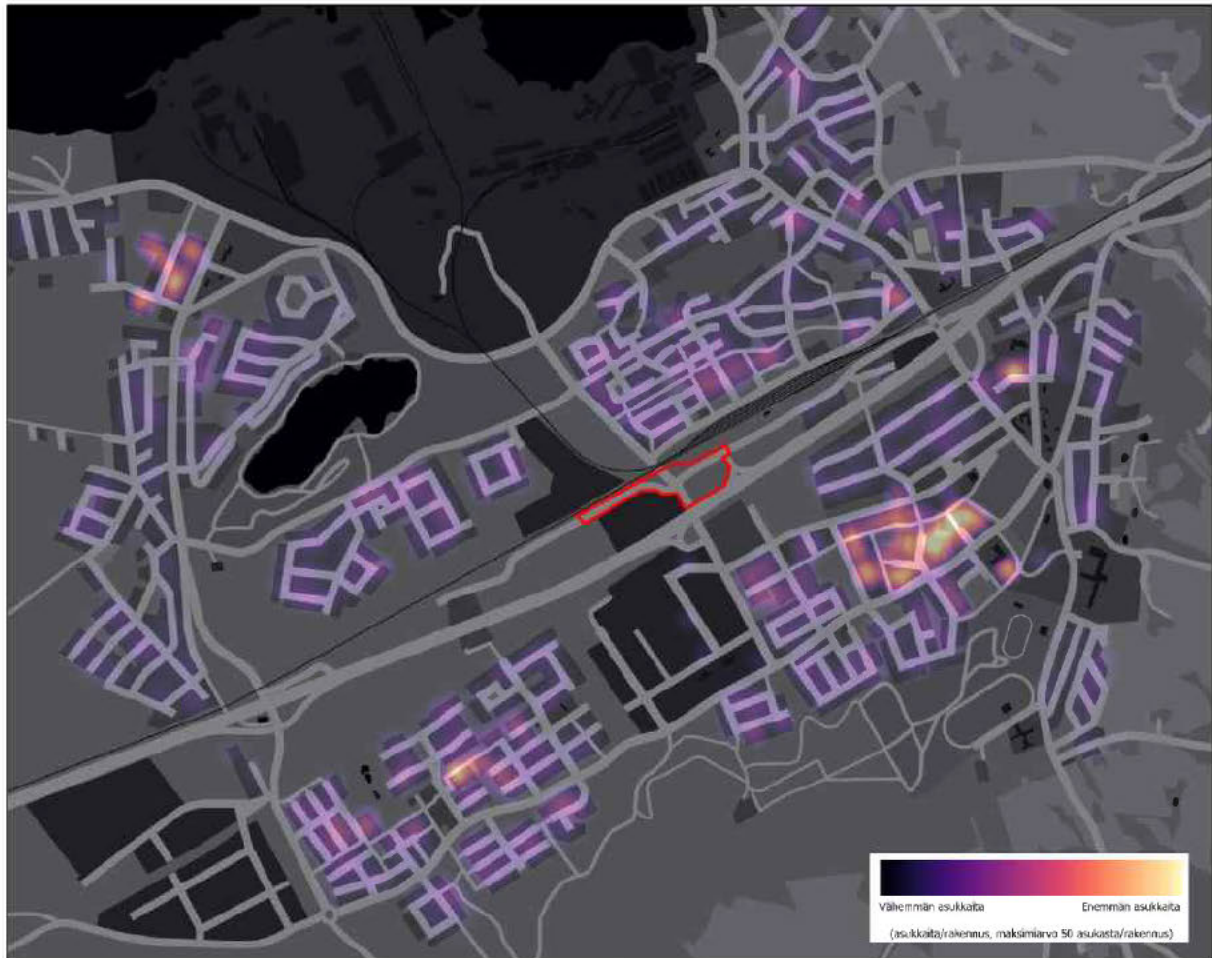 Vähemmän asukkaita
Enemmän asukkaita
(asukkaita/rakennus, maksimiarvo 50 asukasta/rakennus)